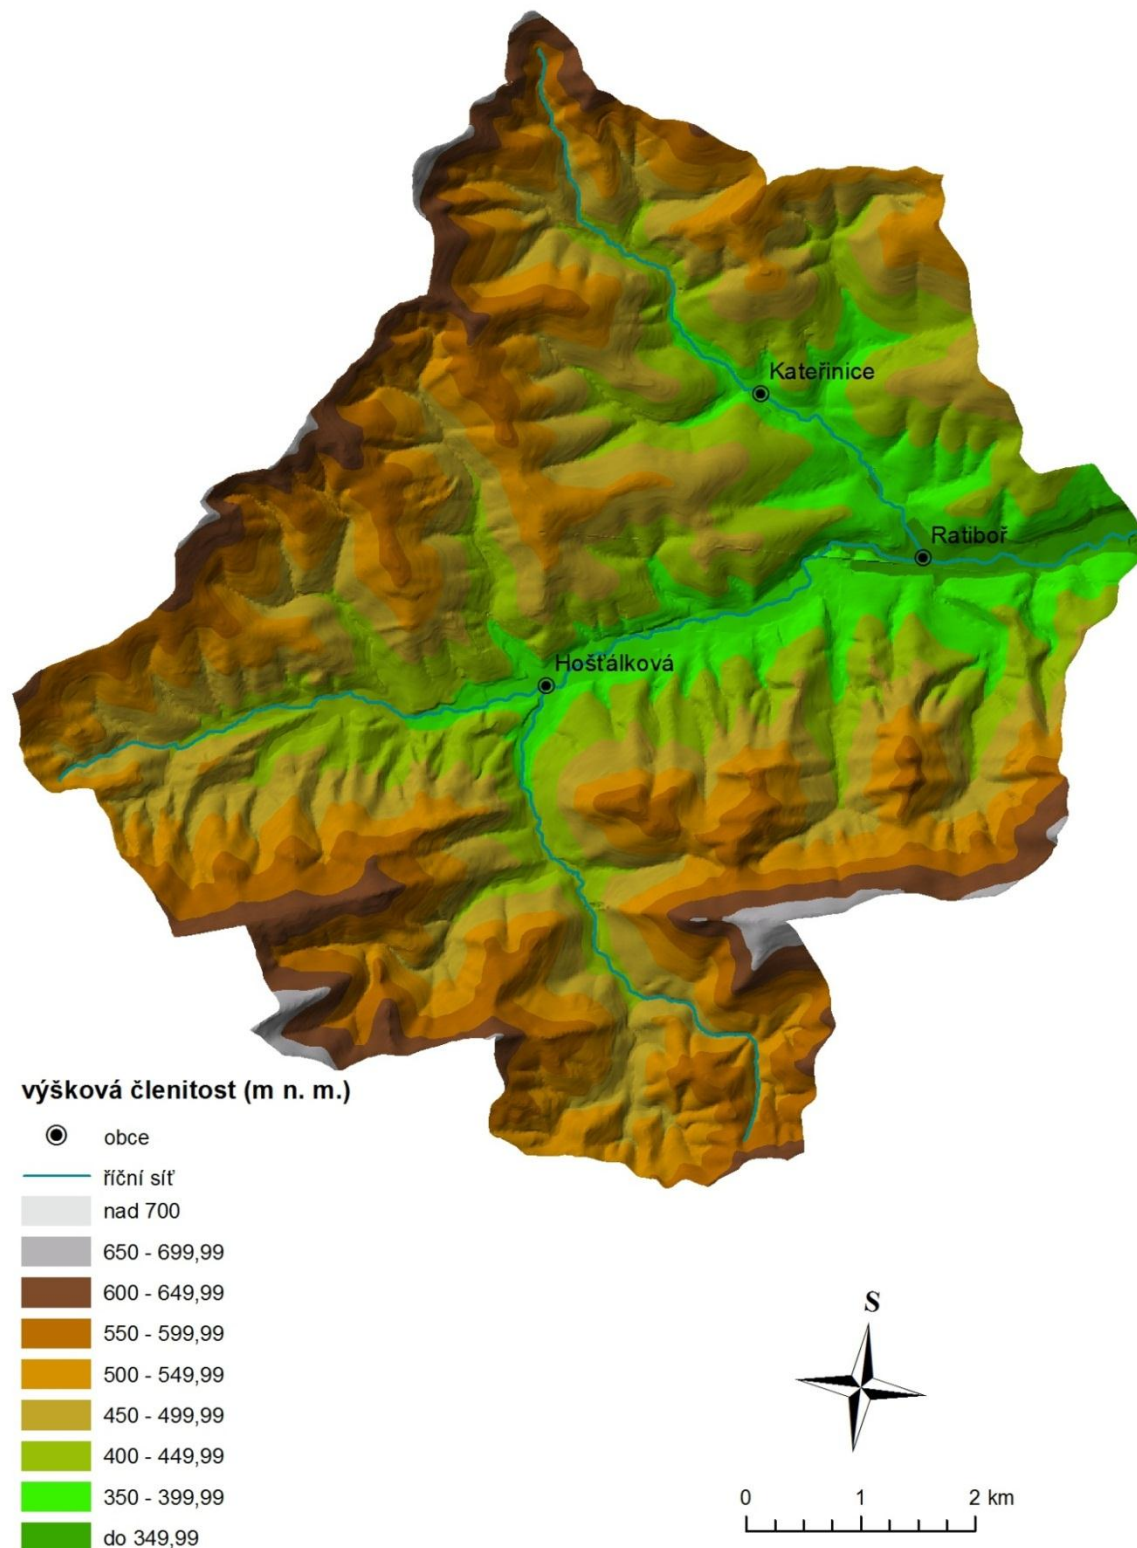 Kateřinice
Ratiboř
Hošťálková
výšková členitost (m n. m.)
obce
říční síť
nad 700
650 - 699,99
600 - 649,99
550 - 599,99
500 - 549,99
450 - 499,99
400 - 449,99
350 - 399,99
do 349,99
S
0 1 2 km